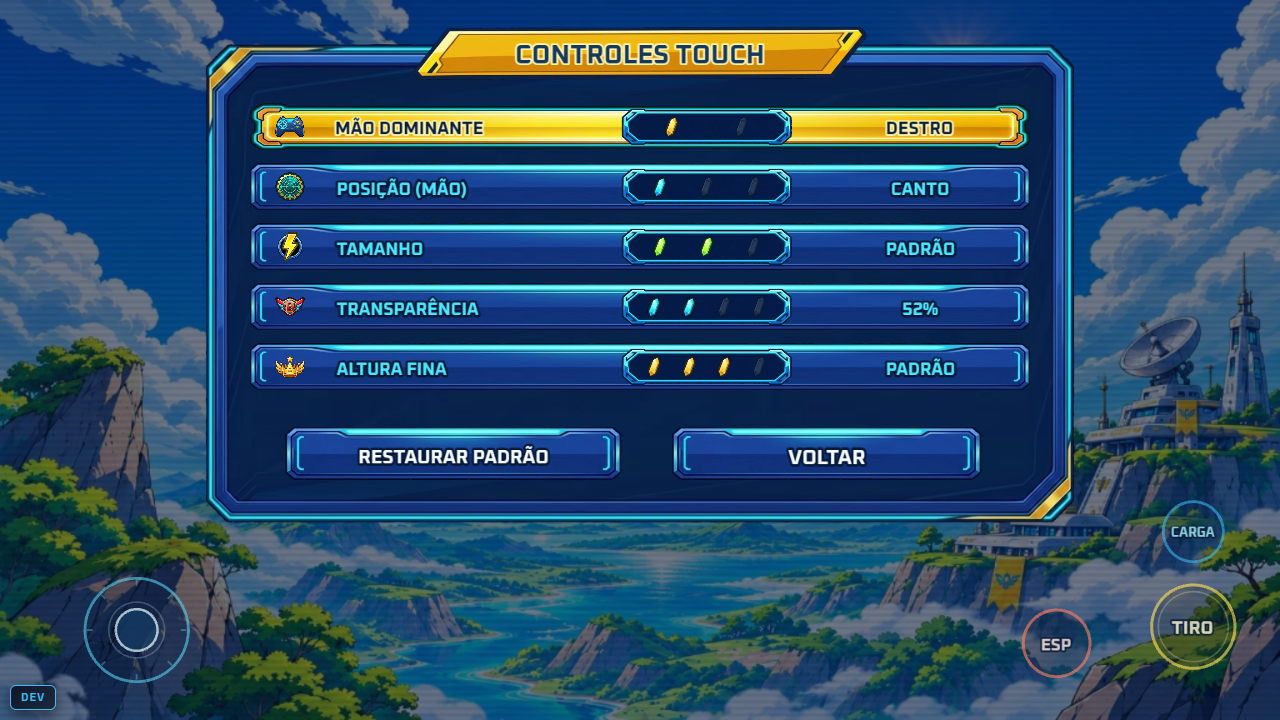 CONTROLES TOUCH
MÃO DOMINANTE DESTRO
POSIÇÃO (MÃO) CANTO
TAMANHO PADRÃO
TRANSPARÊNCIA 52%
ALTURA FINA PADRÃO
RESTAURAR PADRÃO VOLTAR
CARGA
TIRO
ESP
DEV